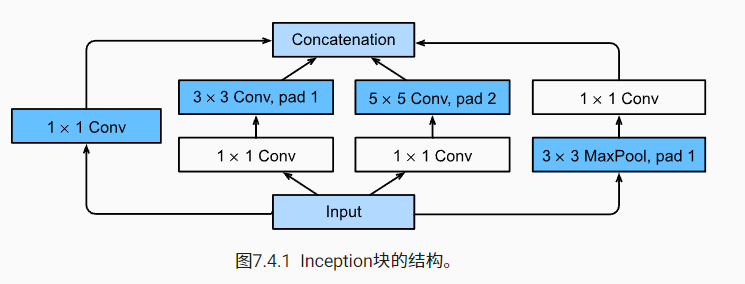 Concatenation
3 × 3 Conv, pad 1
5 × 5 Conv, pad 2
1 × 1 Conv
1 × 1 Conv
1 × 1 Conv
1 × 1 Conv
3 × 3 MaxPool, pad 1
Input
图7.4.1 Inception块的结构。